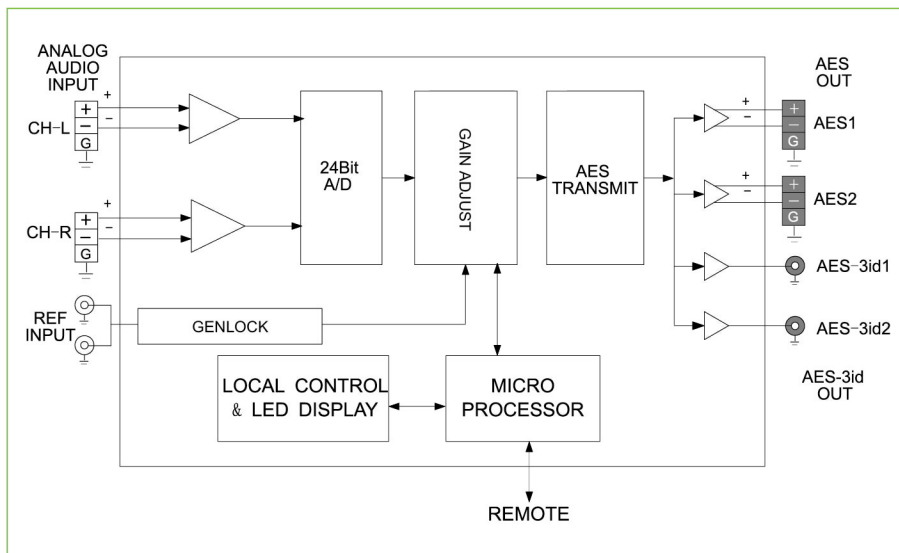 ANALOG
AUDIO
INPUT
+
−
CH-L
+
−
G
24Bit
A/D
GAIN ADJUST
AES
TRANSMIT
AES
OUT
+
−
+
−
G
AES1
+
−
+
−
G
AES2
CH-R
+
−
+
−
G
AES-3id1
REF
INPUT
GENLOCK
AES-3id2
LOCAL CONTROL
& LED DISPLAY
MICRO
PROCESSOR
AES-3id
OUT
REMOTE